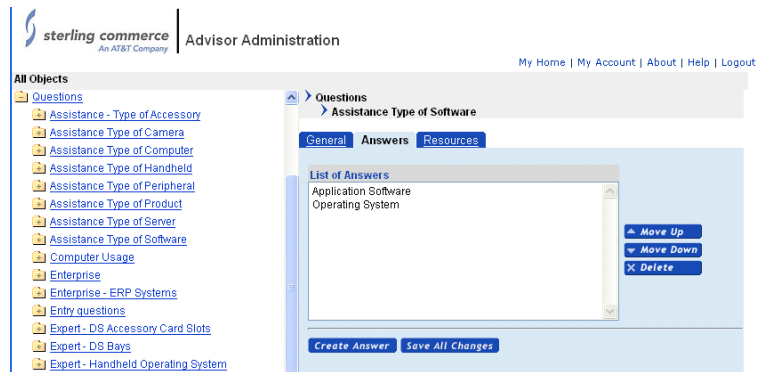 sterling commerce
An AT&T Company
Advisor Administration
My Home | My Account | About | Help | Logout
All Objects
Questions
Assistance - Type of Accessory
Assistance Type of Camera
Assistance Type of Computer
Assistance Type of Handheld
Assistance Type of Peripheral
Assistance Type of Product
Assistance Type of Server
Assistance Type of Software
Computer Usage
Enterprise
Enterprise - ERP Systems
Entry questions
Expert - DS Accessory Card Slots
Expert - DS Bays
Expert - Handheld Operating System
Questions
Assistance Type of Software
General Answers Resources
List of Answers
Application Software
Operating System
Move Up
Move Down
Delete
Create Answer Save All Changes